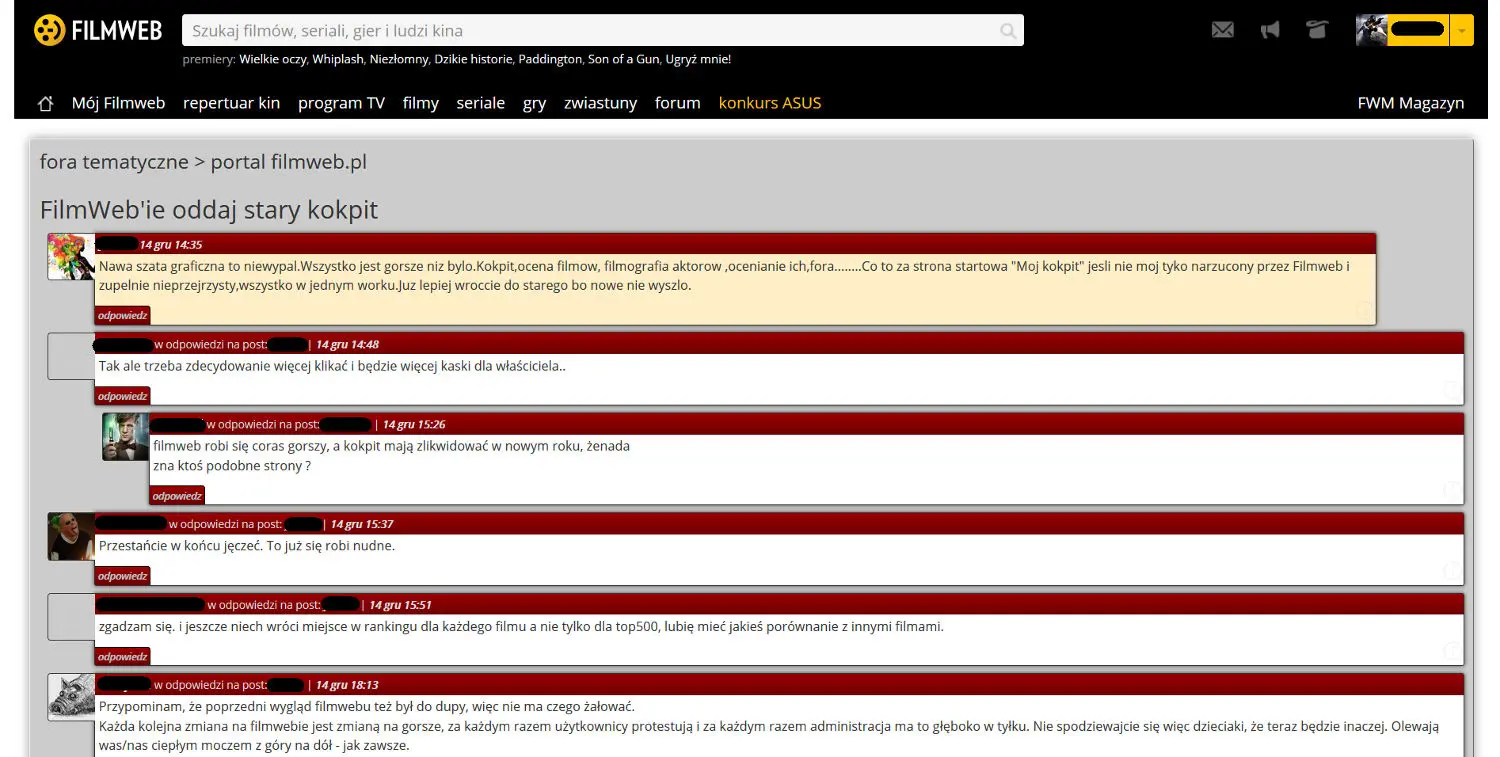 FILMWEB
Szukaj filmów, seriali, gier i ludzi kina
premiery: Wielkie oczy, Whiplash, Niezłomny, Dzikie historie, Paddington, Son of a Gun, Ugryź mnie!
Mój Filmweb repertuar kin program TV filmy seriale gry zwiastuny forum konkurs ASUS FWM Magazyn
fora tematyczne > portal filmweb.pl
FilmWeb'ie oddaj stary kokpit
14 gru 14:35
Nawa szata graficzna to niewypal.Wszystko jest gorsze niz bylo.Kokpit,ocena filmow, filmografia aktorow ,ocenianie ich,fora........Co to za strona startowa "Moj kokpit" jesli nie moj tyko narzucony przez Filmweb i
zupelnie nieprzejrzysty,wszystko w jednym worku.Juz lepiej wroccie do starego bo nowe nie wyszlo.
odpowiedz
w odpowiedzi na post: | 14 gru 14:48
Tak ale trzeba zdecydowanie więcej klikać i będzie więcej kaski dla właściciela..
odpowiedz
w odpowiedzi na post: | 14 gru 15:26
filmweb robi się coras gorszy, a kokpit mają zlikwidować w nowym roku, żenada
zna ktoś podobne strony ?
odpowiedz
w odpowiedzi na post: | 14 gru 15:37
Przestańcie w końcu jęczeć. To już się robi nudne.
odpowiedz
w odpowiedzi na post: | 14 gru 15:51
zgadzam się. i jeszcze niech wróci miejsce w rankingu dla każdego filmu a nie tylko dla top500, lubię mieć jakieś porównanie z innymi filmami.
odpowiedz
w odpowiedzi na post: | 14 gru 18:13
Przypominam, że poprzedni wygląd filmwebu też był do dupy, więc nie ma czego żałować.
Każda kolejna zmiana na filmwebie jest zmianą na gorsze, za każdym razem użytkownicy protestują i za każdym razem administracja ma to głęboko w tyłku. Nie spodziewajcie się więc dzieciaki, że teraz będzie inaczej. Olewają
was/nas ciepłym moczem z góry na dół - jak zawsze.